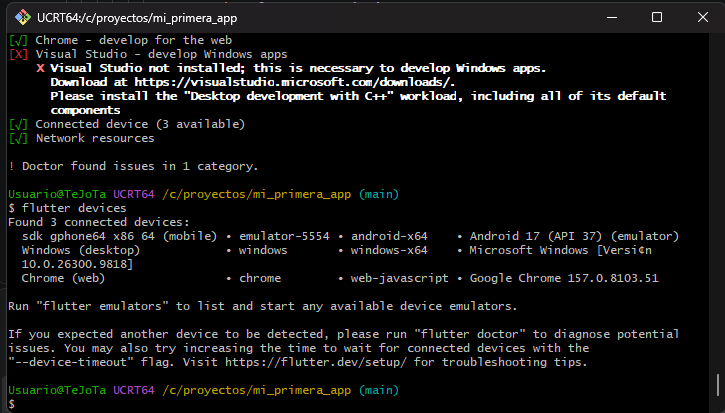 UCRT64:/c/proyectos/mi_primera_app
[√] Chrome - develop for the web
[X] Visual Studio - develop Windows apps
X Visual Studio not installed; this is necessary to develop Windows apps.
Download at https://visualstudio.microsoft.com/downloads/.
Please install the "Desktop development with C++" workload, including all of its default
components
[√] Connected device (3 available)
[√] Network resources
! Doctor found issues in 1 category.
Usuario@TeJoTa UCRT64 /c/proyectos/mi_primera_app (main)
$ flutter devices
Found 3 connected devices:
sdk gphone64 x86 64 (mobile) • emulator-5554 • android-x64 • Android 17 (API 37) (emulator)
Windows (desktop) • windows • windows-x64 • Microsoft Windows [Versi¢n
10.0.26300.9818]
Chrome (web) • chrome • web-javascript • Google Chrome 157.0.8103.51
Run "flutter emulators" to list and start any available device emulators.
If you expected another device to be detected, please run "flutter doctor" to diagnose potential
issues. You may also try increasing the time to wait for connected devices with the
"--device-timeout" flag. Visit https://flutter.dev/setup/ for troubleshooting tips.
Usuario@TeJoTa UCRT64 /c/proyectos/mi_primera_app (main)
$